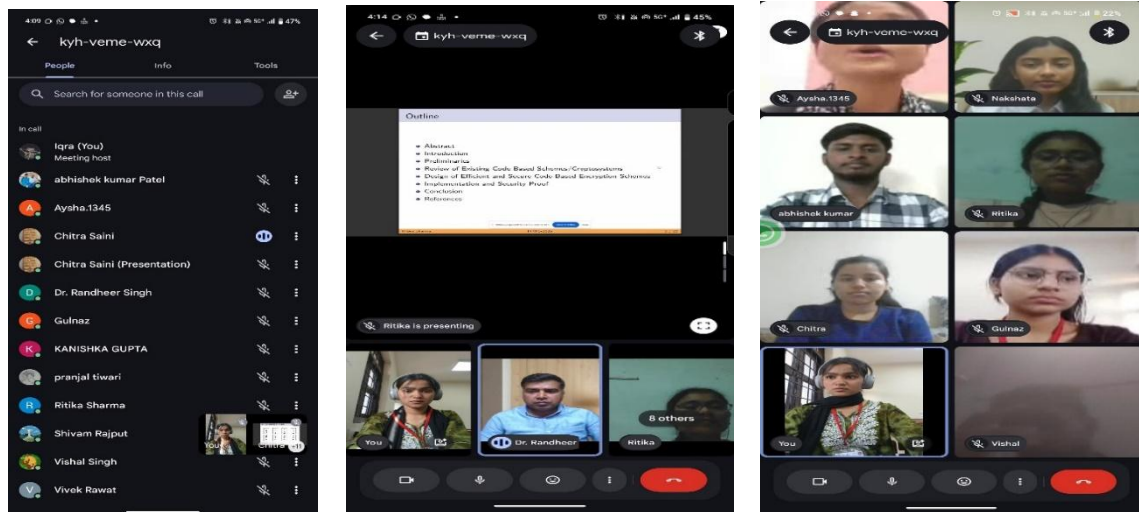 4:09
47%
kyh-veme-wxq
People
Info
Tools
Search for someone in this call
In call
Iqra (You)
Meeting host
abhishek kumar Patel
A
Aysha.1345
Chitra Saini
Chitra Saini (Presentation)
D
Dr. Randheer Singh
G
Gulnaz
K
KANISHKA GUPTA
pranjal tiwari
R
Ritika Sharma
Shivam Rajput
You
Chitra
Vishal Singh
V
Vivek Rawat
4:14
5G+
45%
kyh-veme-wxq
Outline
Abstract
Introduction
Preliminaries
Review of Existing Code Based Schemes/Cryptosystems
Design of Efficient and Secure Code Based Encryption Schemes
Implementation and Security Proof
Conclusion
References
Ritika is presenting
You
Dr. Randheer
8 others
Ritika
22%
kyh-veme-wxq
Aysha.1345
Nakshata
abhishek kumar
Ritika
Chitra
Gulnaz
You
Vishal